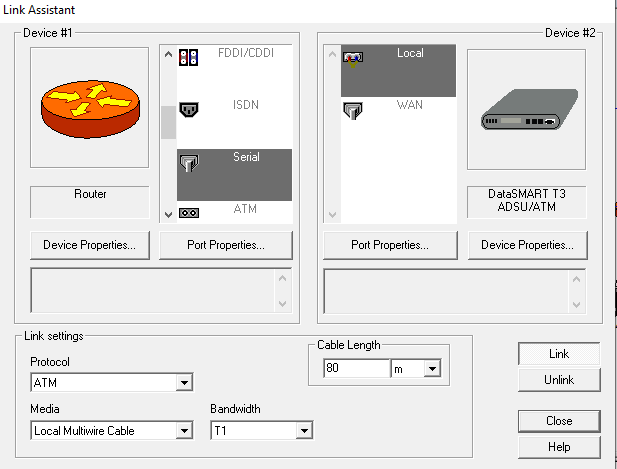 Link Assistant
Device #1
Device #2
FDDI/CDDI
ISDN
Serial
ATM
Local
WAN
Router
DataSMART T3
ADSU/ATM
Device Properties...
Port Properties...
Port Properties...
Device Properties...
Link settings
Protocol
ATM
Cable Length
80
m
Media
Local Multiwire Cable
Bandwidth
T1
Link
Unlink
Close
Help